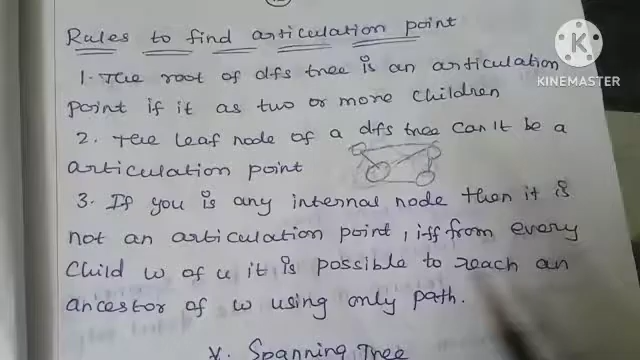 Rules to find articulation point
1. The root of dfs tree is an articulation
point if it as two or more children
2. The leaf node of a dfs tree can't be a
articulation point
3. If you is any internal node then it is
not an articulation point, iff from every
child w of u it is possible to reach an
ancestor of w using only path.
V. Spanning Tree
K
KINEMASTER